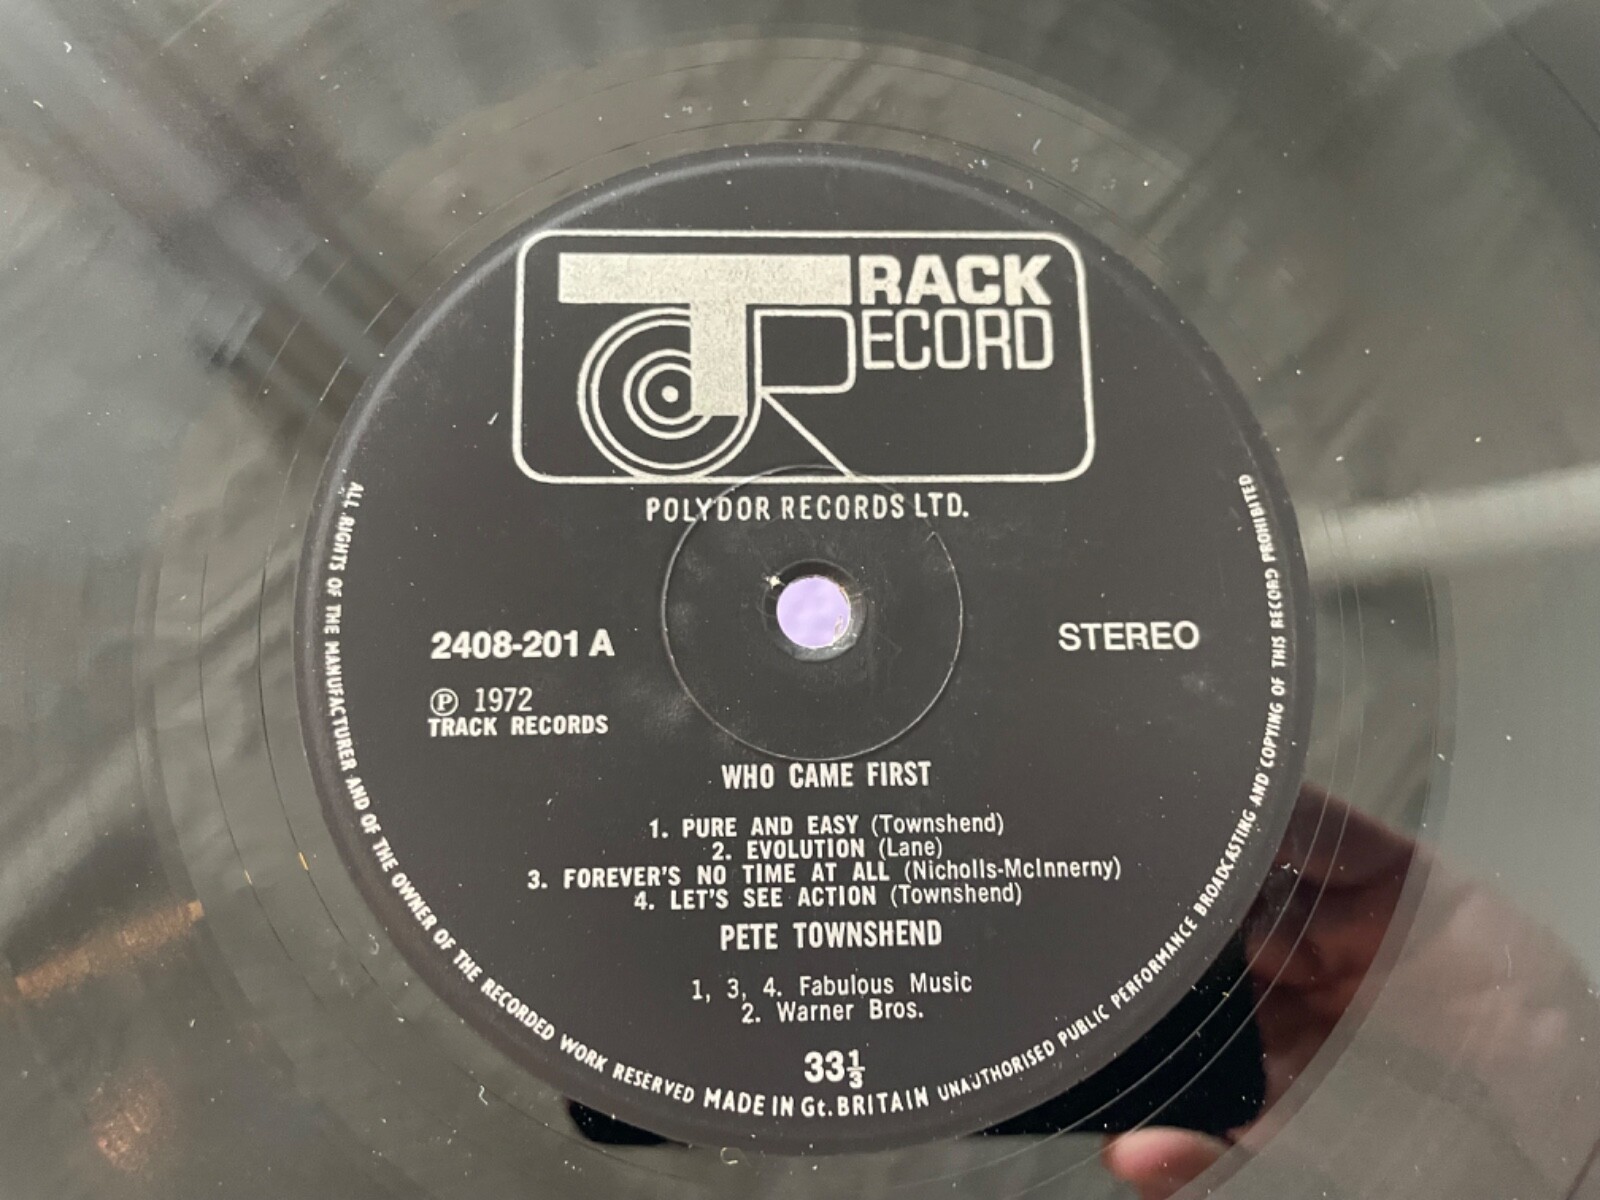 TRACK
RECORD
POLYDOR RECORDS LTD.
2408-201 A
STEREO
℗ 1972
TRACK RECORDS
WHO CAME FIRST
1. PURE AND EASY (Townshend)
2. EVOLUTION (Lane)
3. FOREVER'S NO TIME AT ALL (Nicholls-McInnerny)
4. LET'S SEE ACTION (Townshend)
PETE TOWNSHEND
1, 3, 4. Fabulous Music
2. Warner Bros.
33⅓
ALL RIGHTS OF THE MANUFACTURER AND OF THE OWNER OF THE RECORDED WORK RESERVED MADE IN Gt. BRITAIN UNAUTHORISED PUBLIC PERFORMANCE BROADCASTING AND COPYING OF THIS RECORD PROHIBITED